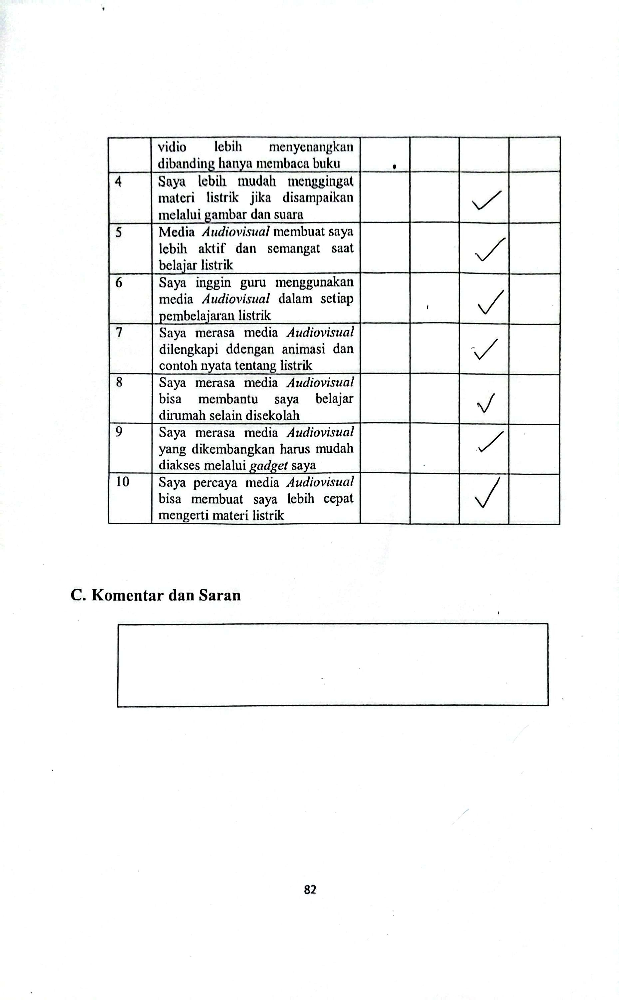 vidio lebih menyenangkan
dibanding hanya membaca buku
4 Saya lebih mudah menggingat
materi listrik jika disampaikan
melalui gambar dan suara
✓
5 Media Audiovisual membuat saya
lebih aktif dan semangat saat
belajar listrik
✓
6 Saya inggin guru menggunakan
media Audiovisual dalam setiap
pembelajaran listrik
✓
7 Saya merasa media Audiovisual
dilengkapi ddengan animasi dan
contoh nyata tentang listrik
✓
8 Saya merasa media Audiovisual
bisa membantu saya belajar
dirumah selain disekolah
✓
9 Saya merasa media Audiovisual
yang dikembangkan harus mudah
diakses melalui gadget saya
✓
10 Saya percaya media Audiovisual
bisa membuat saya lebih cepat
mengerti materi listrik
✓
C. Komentar dan Saran
82